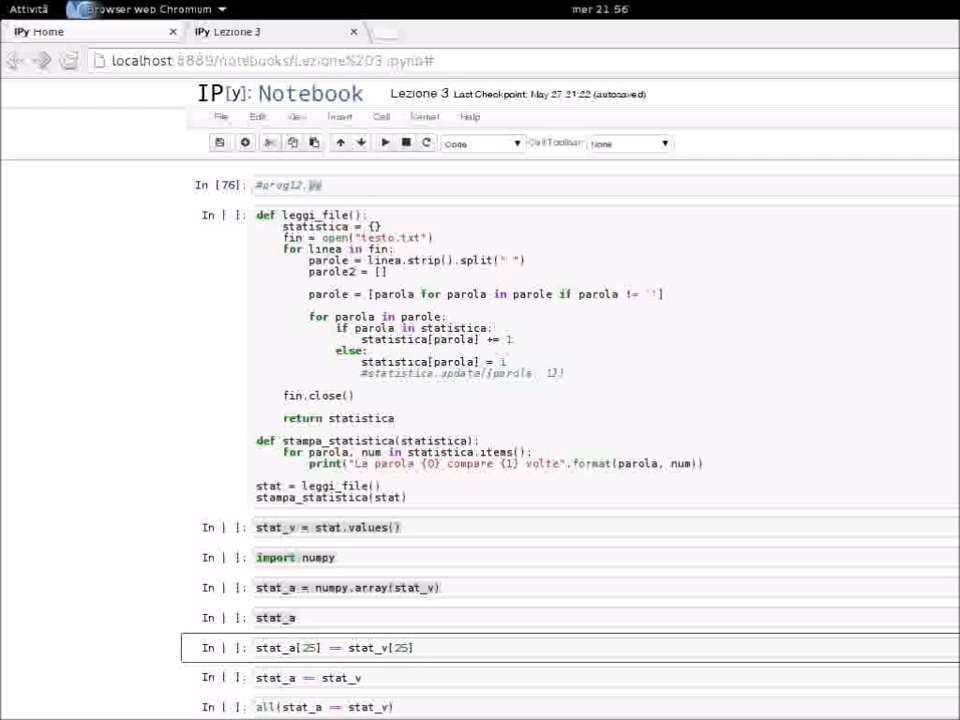 Attività Browser web Chromium mer 21:56
IPy Home IPy Lezione 3
localhost:8889/notebooks/Lezione%203.ipynb#
IP[y]: Notebook Lezione 3 Last Checkpoint: May 27 21:22 (autosaved)
File Edit View Insert Cell Kernel Help
Code Cell Toolbar: None
In [76]: #prog12.py
In [ ]: def leggi_file():
statistica = {}
fin = open("testo.txt")
for linea in fin:
parole = linea.strip().split(" ")
parole2 = []
parole = [parola for parola in parole if parola != '']
for parola in parole:
if parola in statistica:
statistica[parola] += 1
else:
statistica[parola] = 1
#statistica.update({parola: 1})
fin.close()
return statistica
def stampa_statistica(statistica):
for parola, num in statistica.items():
print("La parola {0} compare {1} volte".format(parola, num))
stat = leggi_file()
stampa_statistica(stat)
In [ ]: stat_v = stat.values()
In [ ]: import numpy
In [ ]: stat_a = numpy.array(stat_v)
In [ ]: stat_a
In [ ]: stat_a[25] == stat_v[25]
In [ ]: stat_a == stat_v
In [ ]: all(stat_a == stat_v)